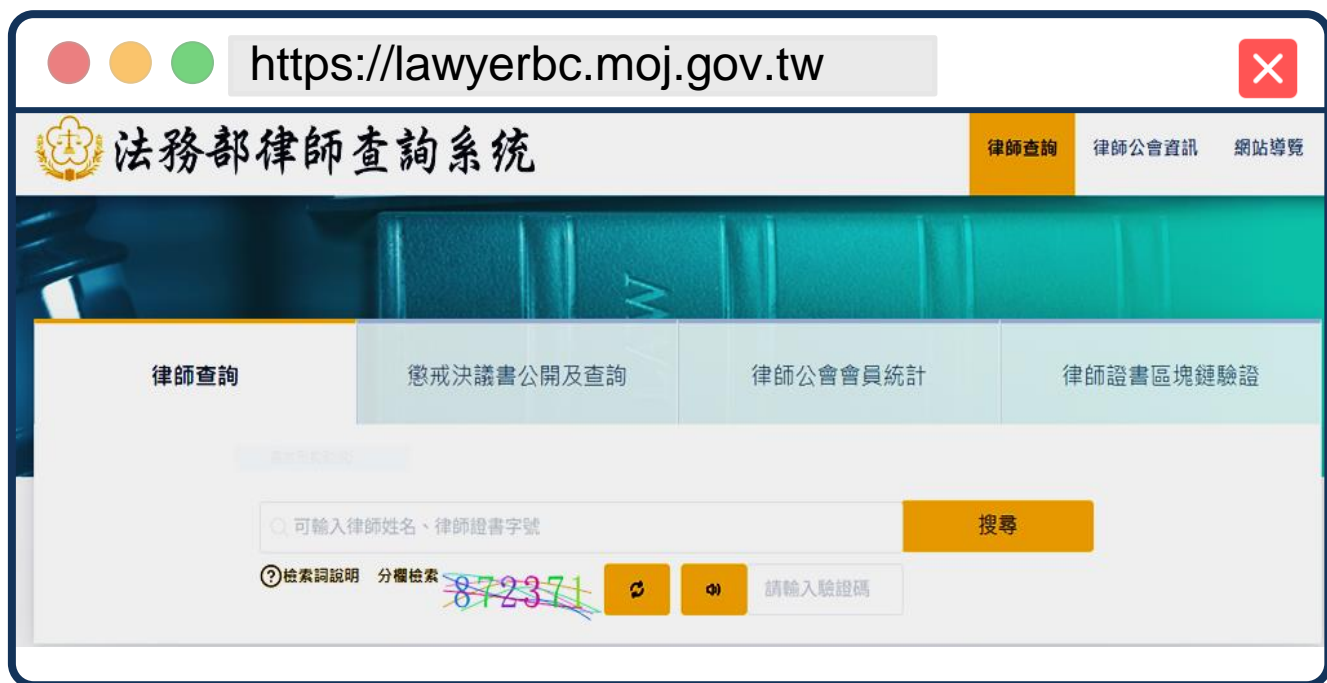 https://lawyerbc.moj.gov.tw
法務部律師查詢系統
律師查詢 律師公會資訊 網站導覽
LAW
律師查詢 懲戒決議書公開及查詢 律師公會會員統計 律師證書區塊鏈驗證
可輸入律師姓名、律師證書字號 搜尋
?檢索詞說明 分欄檢索 872371 請輸入驗證碼